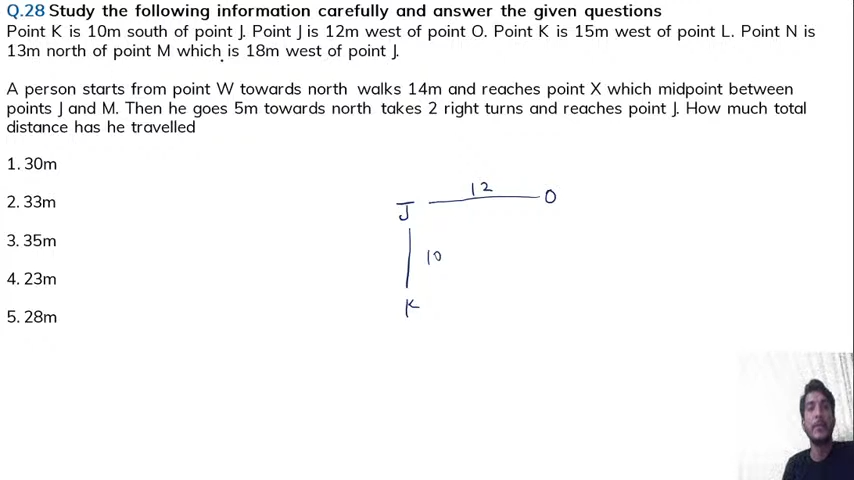 Q.28 Study the following information carefully and answer the given questions
Point K is 10m south of point J. Point J is 12m west of point O. Point K is 15m west of point L. Point N is
13m north of point M which is 18m west of point J.
A person starts from point W towards north walks 14m and reaches point X which midpoint between
points J and M. Then he goes 5m towards north takes 2 right turns and reaches point J. How much total
distance has he travelled
1. 30m
2. 33m
3. 35m
4. 23m
5. 28m
12
J
O
10
K